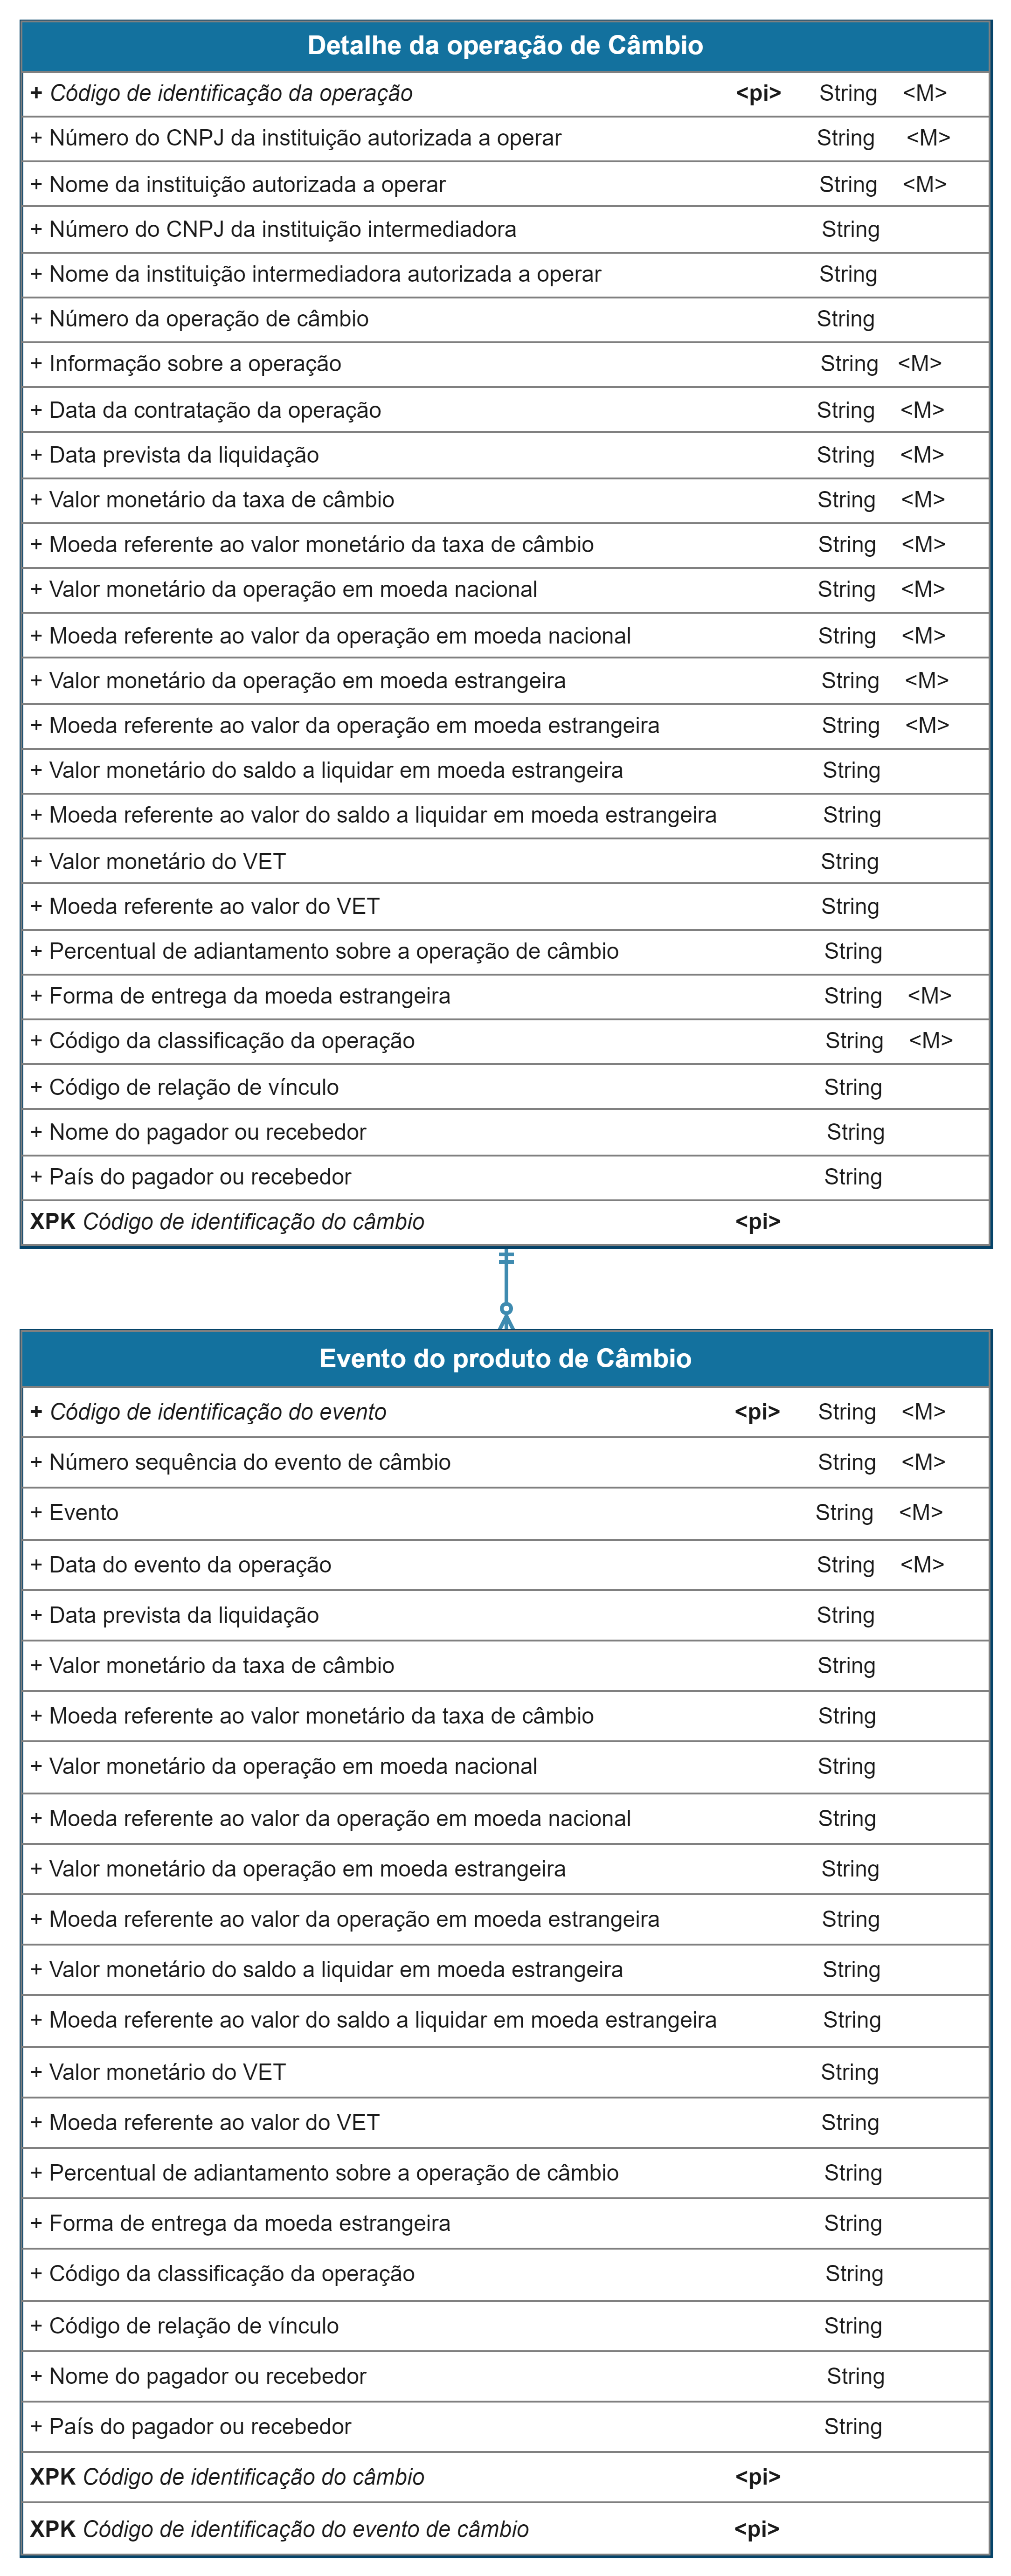 Detalhe da operação de Câmbio
+ Código de identificação da operação <pi> String <M>
+ Número do CNPJ da instituição autorizada a operar String <M>
+ Nome da instituição autorizada a operar String <M>
+ Número do CNPJ da instituição intermediadora String
+ Nome da instituição intermediadora autorizada a operar String
+ Número da operação de câmbio String
+ Informação sobre a operação String <M>
+ Data da contratação da operação String <M>
+ Data prevista da liquidação String <M>
+ Valor monetário da taxa de câmbio String <M>
+ Moeda referente ao valor monetário da taxa de câmbio String <M>
+ Valor monetário da operação em moeda nacional String <M>
+ Moeda referente ao valor da operação em moeda nacional String <M>
+ Valor monetário da operação em moeda estrangeira String <M>
+ Moeda referente ao valor da operação em moeda estrangeira String <M>
+ Valor monetário do saldo a liquidar em moeda estrangeira String
+ Moeda referente ao valor do saldo a liquidar em moeda estrangeira String
+ Valor monetário do VET String
+ Moeda referente ao valor do VET String
+ Percentual de adiantamento sobre a operação de câmbio String
+ Forma de entrega da moeda estrangeira String <M>
+ Código da classificação da operação String <M>
+ Código de relação de vínculo String
+ Nome do pagador ou recebedor String
+ País do pagador ou recebedor String
XPK Código de identificação do câmbio <pi>
Evento do produto de Câmbio
+ Código de identificação do evento <pi> String <M>
+ Número sequência do evento de câmbio String <M>
+ Evento String <M>
+ Data do evento da operação String <M>
+ Data prevista da liquidação String
+ Valor monetário da taxa de câmbio String
+ Moeda referente ao valor monetário da taxa de câmbio String
+ Valor monetário da operação em moeda nacional String
+ Moeda referente ao valor da operação em moeda nacional String
+ Valor monetário da operação em moeda estrangeira String
+ Moeda referente ao valor da operação em moeda estrangeira String
+ Valor monetário do saldo a liquidar em moeda estrangeira String
+ Moeda referente ao valor do saldo a liquidar em moeda estrangeira String
+ Valor monetário do VET String
+ Moeda referente ao valor do VET String
+ Percentual de adiantamento sobre a operação de câmbio String
+ Forma de entrega da moeda estrangeira String
+ Código da classificação da operação String
+ Código de relação de vínculo String
+ Nome do pagador ou recebedor String
+ País do pagador ou recebedor String
XPK Código de identificação do câmbio <pi>
XPK Código de identificação do evento de câmbio <pi>